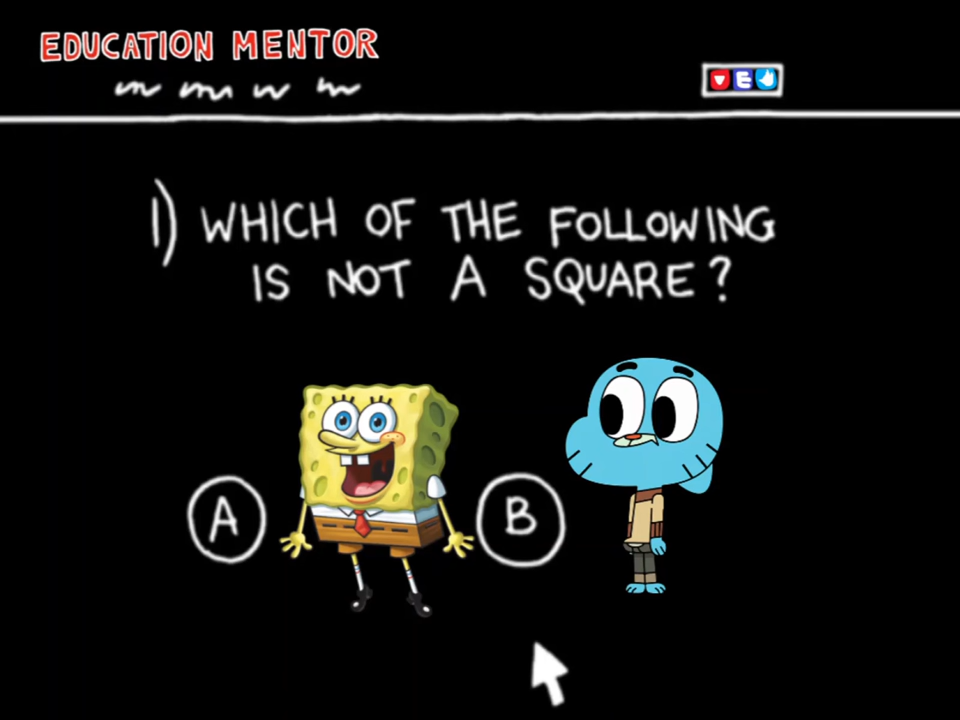 EDUCATION MENTOR
E
1) WHICH OF THE FOLLOWING
IS NOT A SQUARE?
A
B